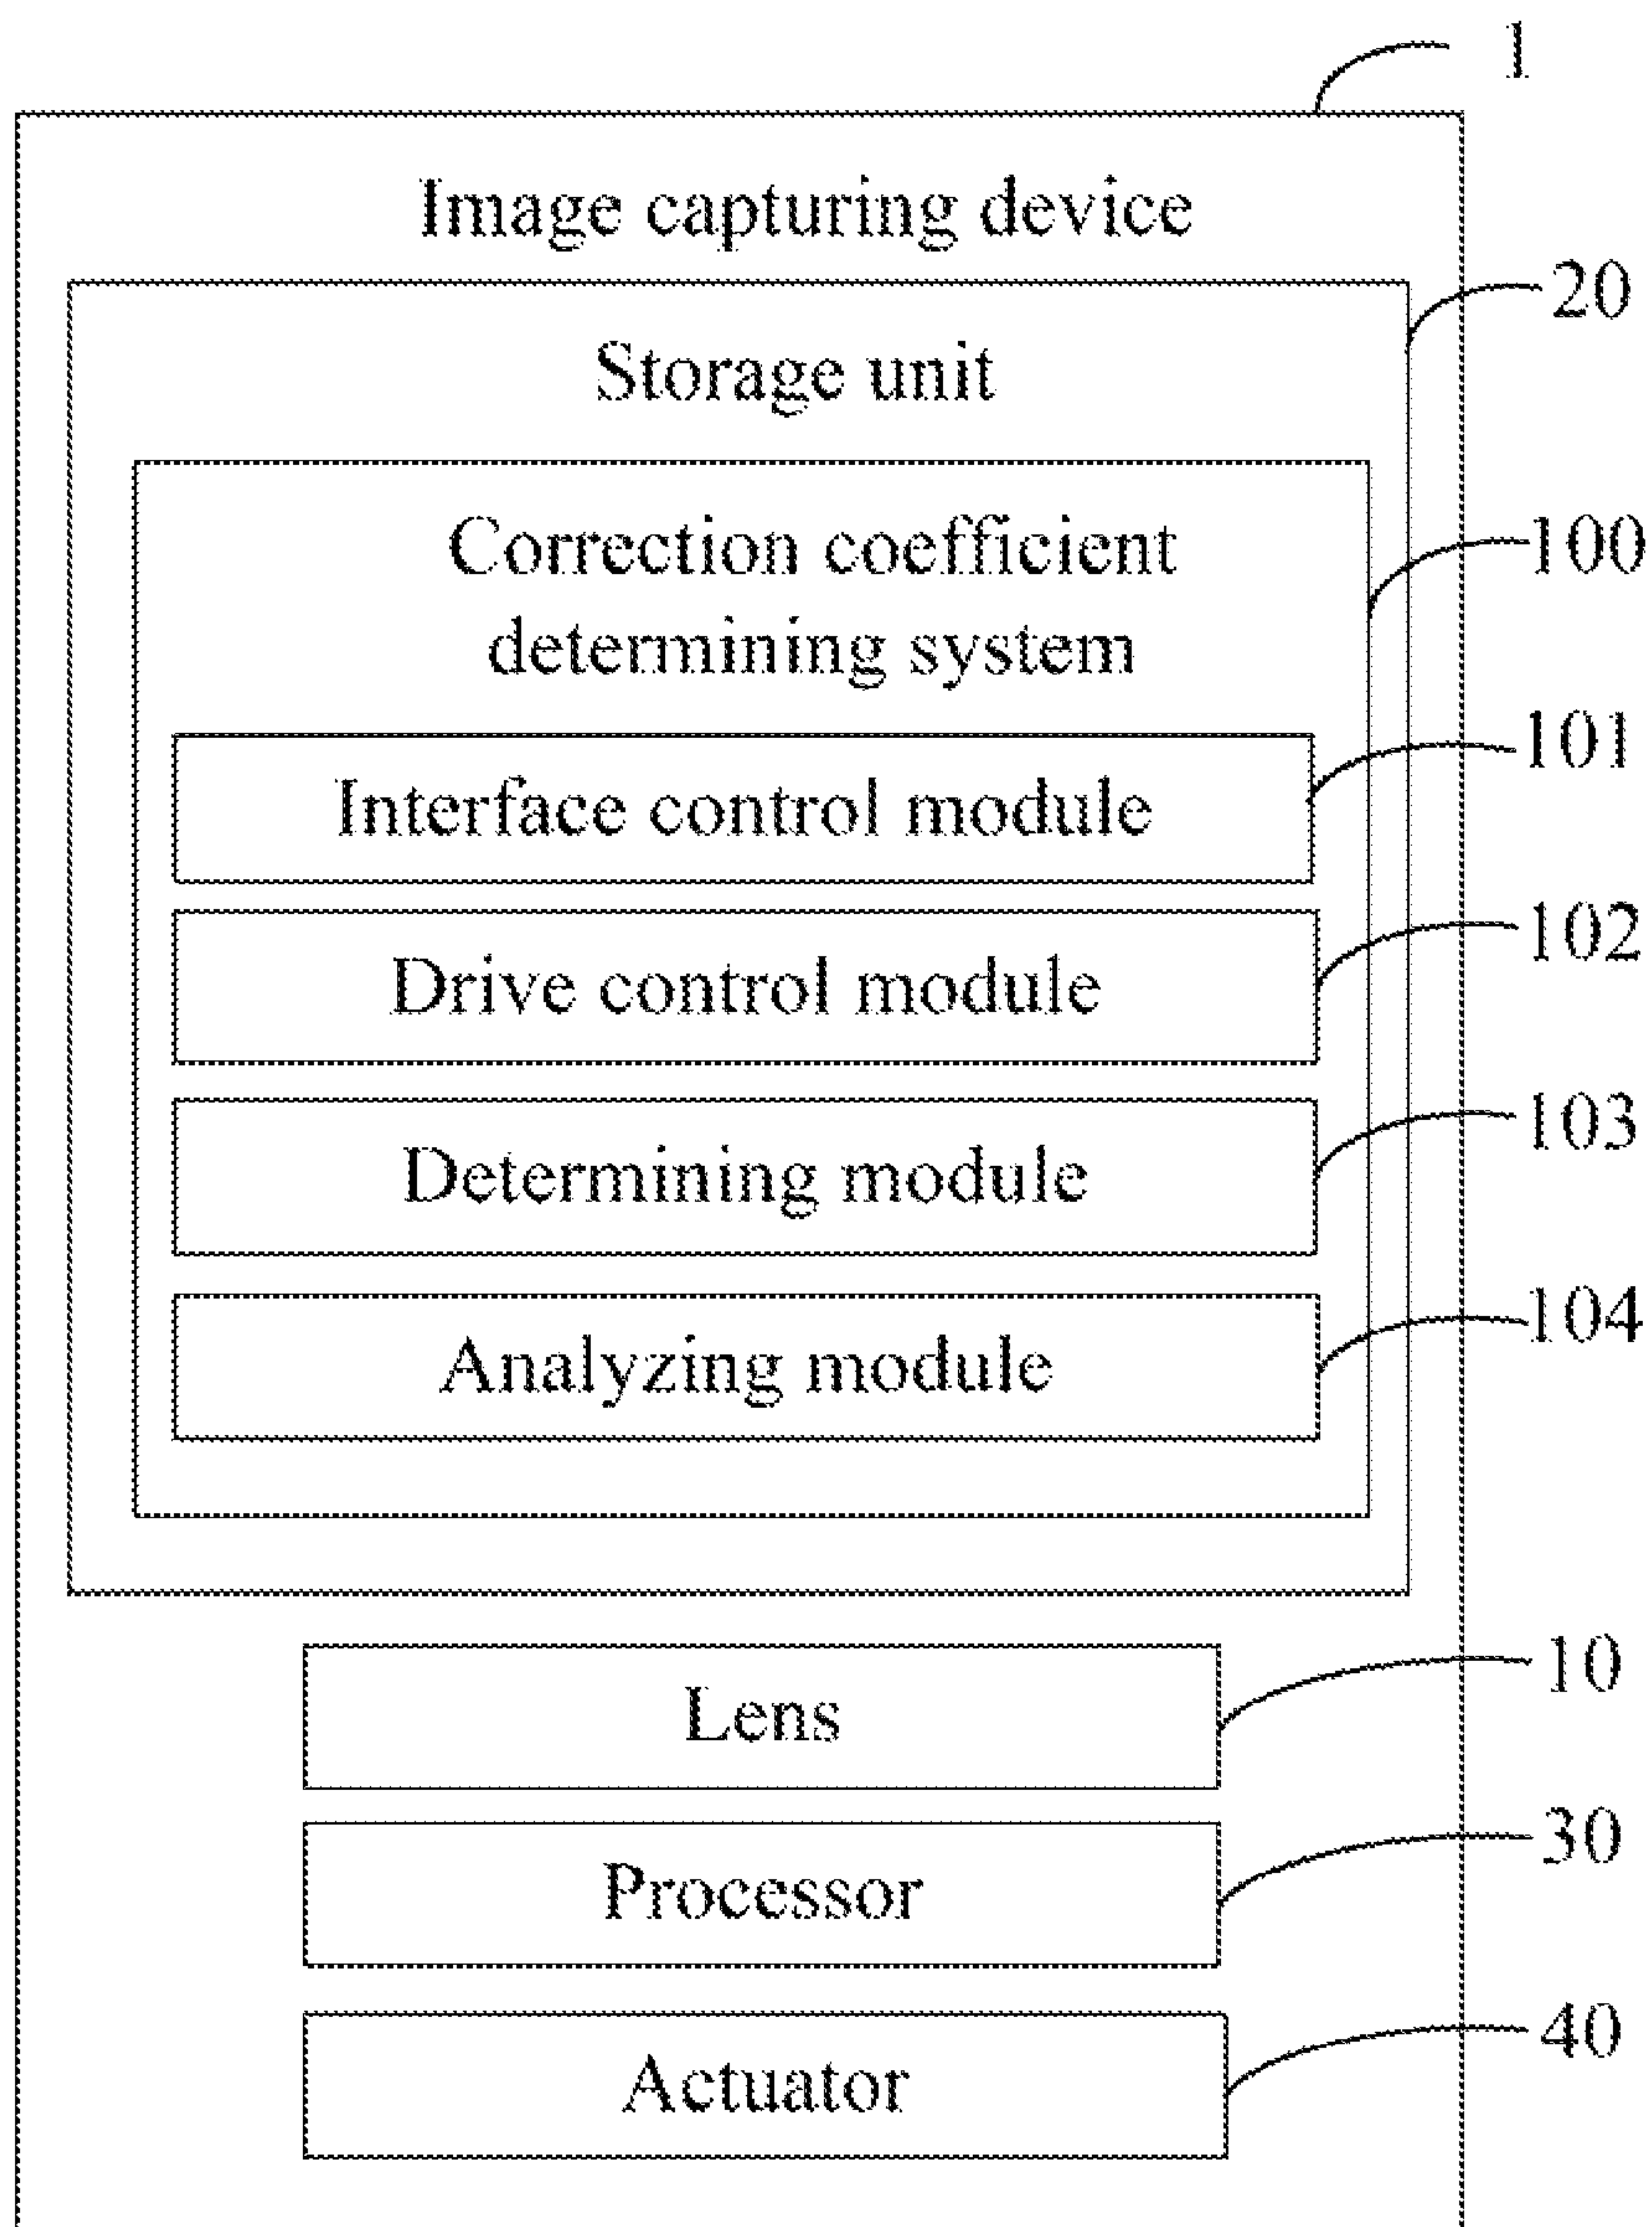 1
Image capturing device
20
Storage unit
100
Correction coefficient
determining system
101
Interface control module
102
Drive control module
103
Determining module
104
Analyzing module
10
Lens
30
Processor
40
Actuator